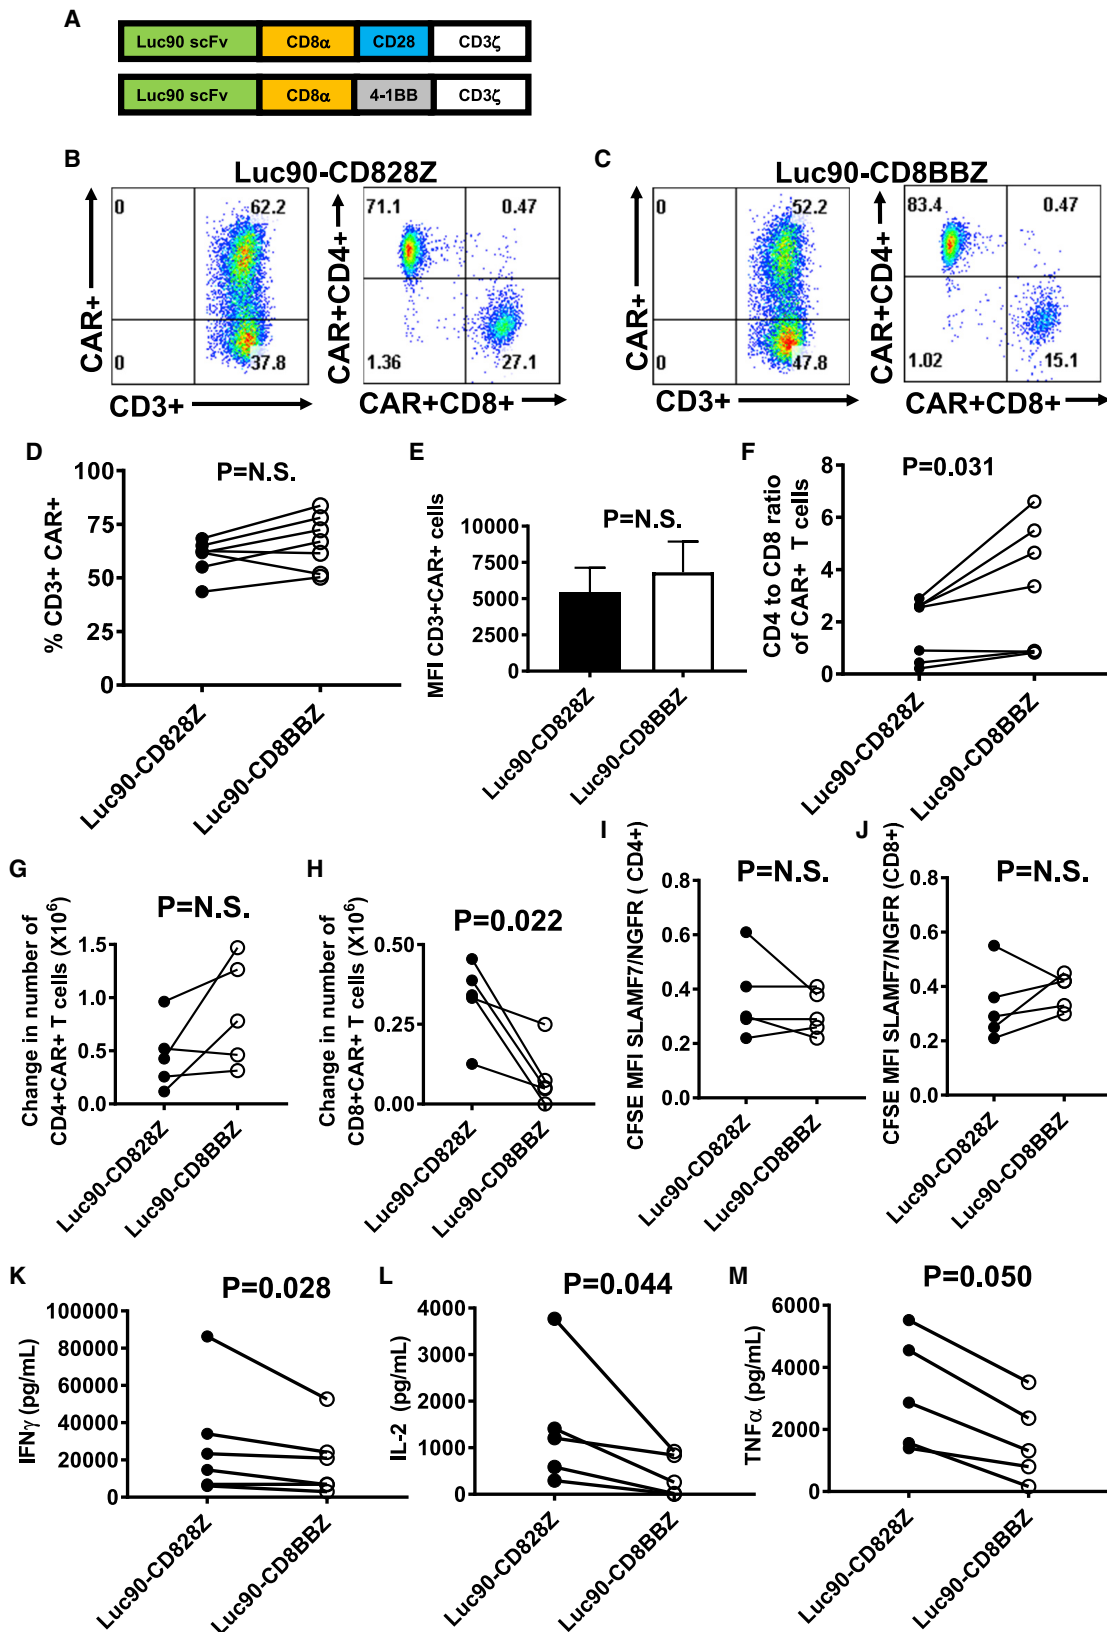 A
Luc90 scFv CD8α CD28 CD3ζ
Luc90 scFv CD8α 4-1BB CD3ζ
B
Luc90-CD828Z
CAR+
0 62.2
0 37.8
CD3+
CAR+CD4+
71.1 0.47
1.36 27.1
CAR+CD8+
C
Luc90-CD8BBZ
CAR+
0 52.2
0 47.8
CD3+
CAR+CD4+
83.4 0.47
1.02 15.1
CAR+CD8+
D
P=N.S.
% CD3+ CAR+
100
75
50
25
0
Luc90-CD828Z
Luc90-CD8BBZ
E
P=N.S.
MFI CD3+CAR+ cells
10000
7500
5000
2500
0
Luc90-CD828Z
Luc90-CD8BBZ
F
P=0.031
CD4 to CD8 ratio
of CAR+ T cells
8
6
4
2
0
Luc90-CD828Z
Luc90-CD8BBZ
G
P=N.S.
Change in number of
CD4+CAR+ T cells (X10⁶)
1.5
1.0
0.5
0.0
Luc90-CD828Z
Luc90-CD8BBZ
H
P=0.022
Change in number of
CD8+CAR+ T cells (X10⁶)
0.50
0.25
0.00
Luc90-CD828Z
Luc90-CD8BBZ
I
P=N.S.
CFSE MFI SLAMF7/NGFR ( CD4+)
0.8
0.6
0.4
0.2
0.0
Luc90-CD828Z
Luc90-CD8BBZ
J
P=N.S.
CFSE MFI SLAMF7/NGFR (CD8+)
0.8
0.6
0.4
0.2
0.0
Luc90-CD828Z
Luc90-CD8BBZ
K
P=0.028
IFNγ (pg/mL)
100000
80000
60000
40000
20000
0
Luc90-CD828Z
Luc90-CD8BBZ
L
P=0.044
IL-2 (pg/mL)
4000
3000
2000
1000
0
Luc90-CD828Z
Luc90-CD8BBZ
M
P=0.050
TNFα (pg/mL)
6000
4000
2000
0
Luc90-CD828Z
Luc90-CD8BBZ